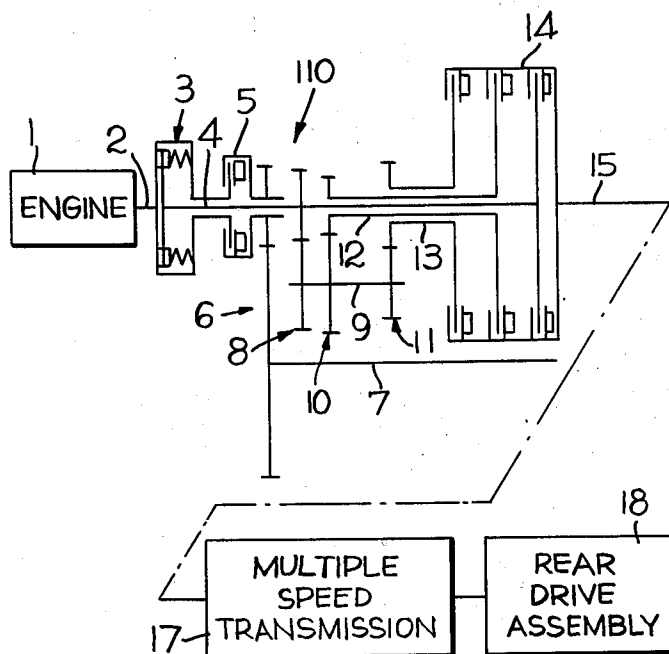 14
110
3
5
1
2
4
15
ENGINE
12
13
6
9
8
11
10
7
18
MULTIPLE
SPEED
TRANSMISSION
17
REAR
DRIVE
ASSEMBLY